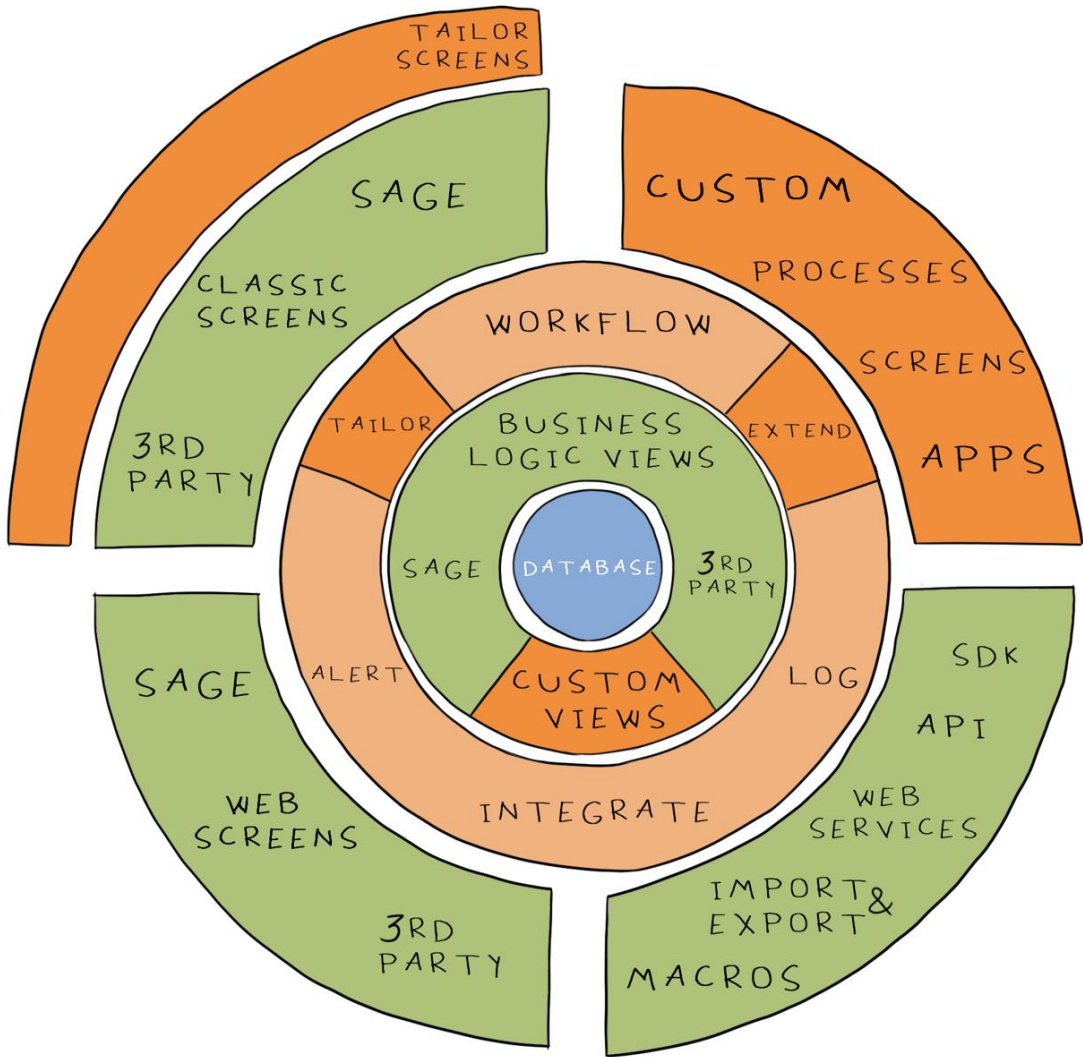 TAILOR
SCREENS
SAGE
CLASSIC
SCREENS
3RD
PARTY
CUSTOM
PROCESSES
SCREENS
APPS
WORKFLOW
TAILOR
EXTEND
BUSINESS
LOGIC VIEWS
SAGE
DATABASE
3RD
PARTY
CUSTOM
VIEWS
ALERT
LOG
INTEGRATE
SAGE
WEB
SCREENS
3RD
PARTY
SDK
API
WEB
SERVICES
IMPORT &
EXPORT
MACROS